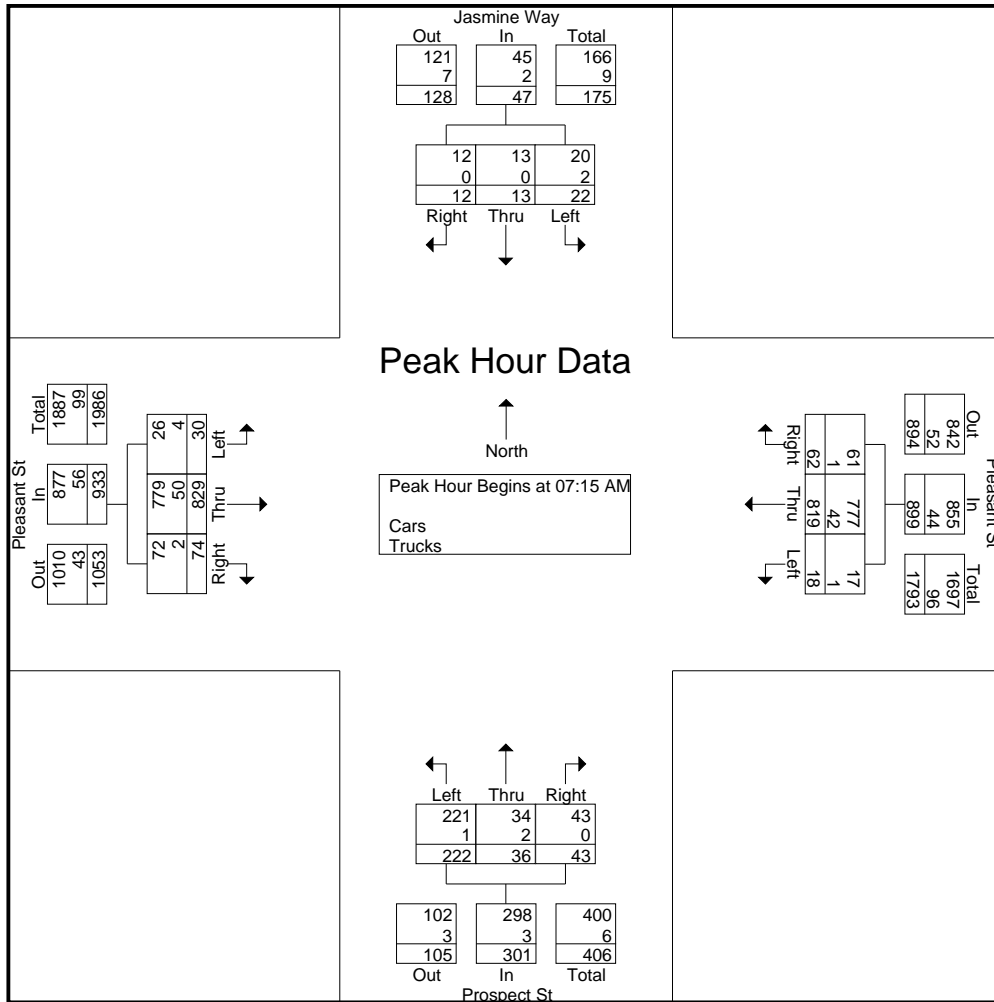 Jasmine Way
Out In Total
121 45 166
7 2 9
128 47 175
12 13 20
0 0 2
12 13 22
Right Thru Left
Peak Hour Data
North
Peak Hour Begins at 07:15 AM
Cars
Trucks
Pleasant St
Out In Total
1010 877 1887
43 56 99
1053 933 1986
Right Thru Left
72 779 26
2 50 4
74 829 30
Pleasant St
Out In Total
842 855 1697
52 44 96
894 899 1793
61 777 17
1 42 1
62 819 18
Right Thru Left
Left Thru Right
221 34 43
1 2 0
222 36 43
102 298 400
3 3 6
105 301 406
Out In Total
Prospect St